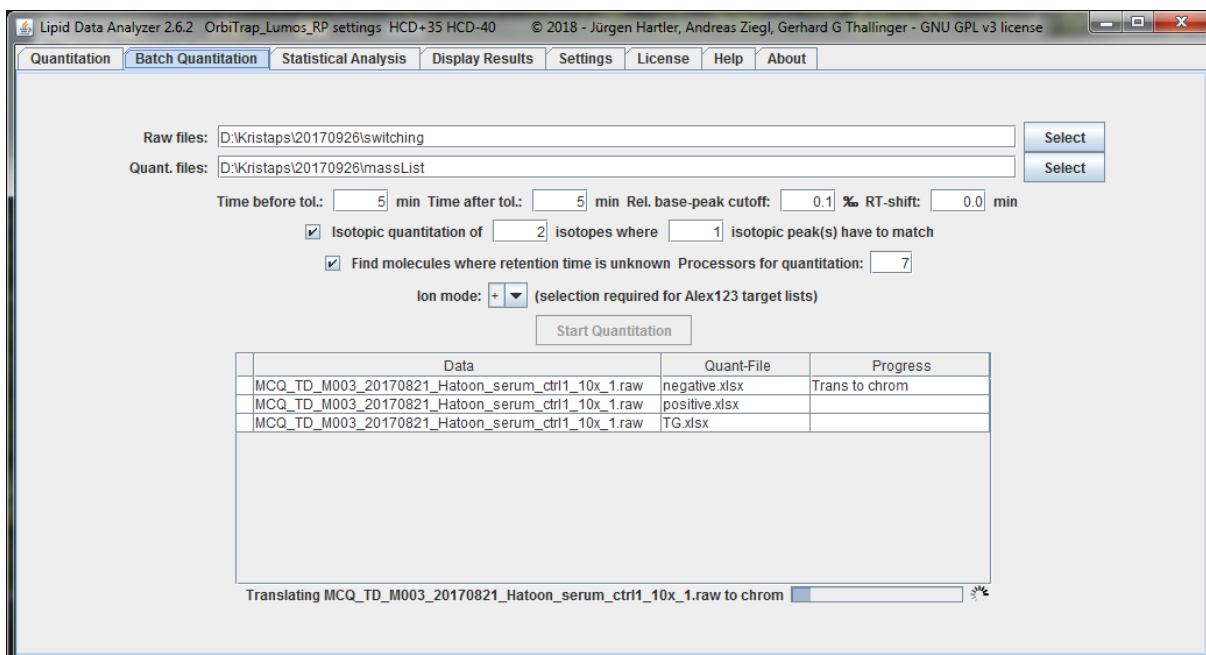 Lipid Data Analyzer 2.6.2 OrbiTrap_Lumos_RP settings HCD+35 HCD-40 © 2018 - Jürgen Hartler, Andreas Ziegl, Gerhard G Thallinger - GNU GPL v3 license
Quantitation Batch Quantitation Statistical Analysis Display Results Settings License Help About
Raw files: D:\Kristaps\20170926\switching Select
Quant. files: D:\Kristaps\20170926\massList Select
Time before tol.: 5 min Time after tol.: 5 min Rel. base-peak cutoff: 0.1 ‰ RT-shift: 0.0 min
Isotopic quantitation of 2 isotopes where 1 isotopic peak(s) have to match
Find molecules where retention time is unknown Processors for quantitation: 7
Ion mode: + (selection required for Alex123 target lists)
Start Quantitation
Data Quant-File Progress
MCQ_TD_M003_20170821_Hatoon_serum_ctrl1_10x_1.raw negative.xlsx Trans to chrom
MCQ_TD_M003_20170821_Hatoon_serum_ctrl1_10x_1.raw positive.xlsx
MCQ_TD_M003_20170821_Hatoon_serum_ctrl1_10x_1.raw TG.xlsx
Translating MCQ_TD_M003_20170821_Hatoon_serum_ctrl1_10x_1.raw to chrom